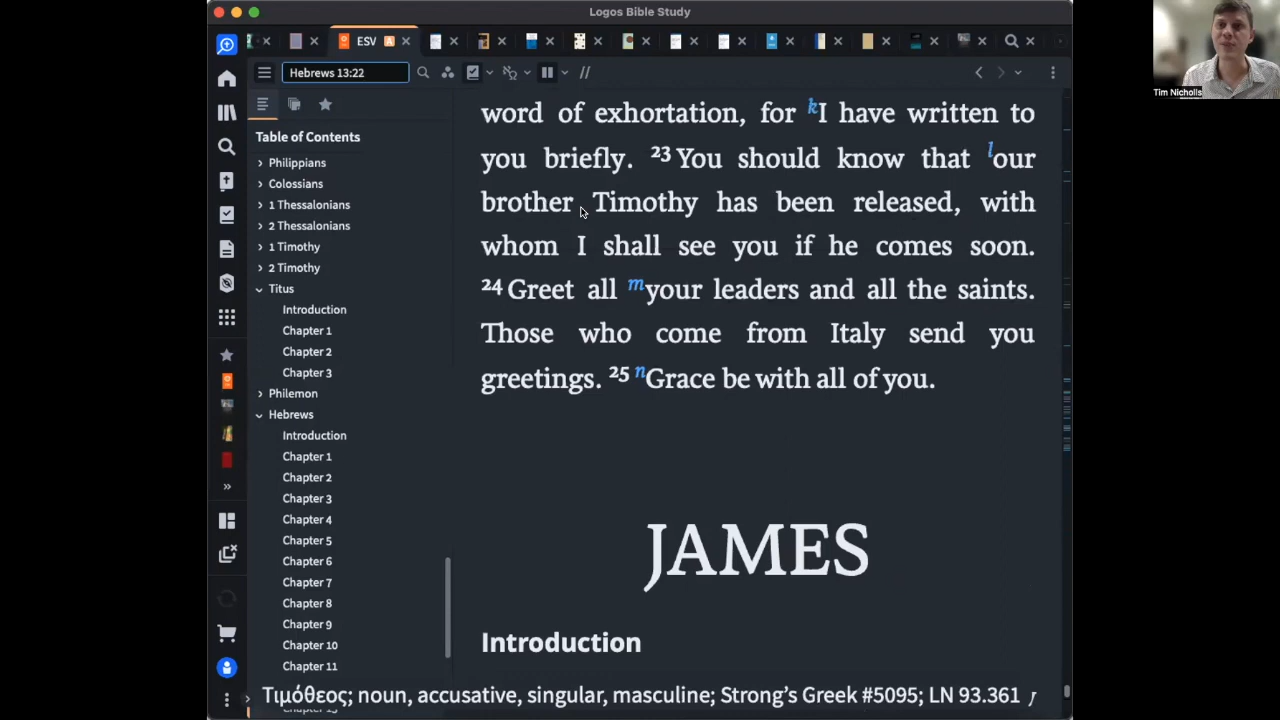 Logos Bible Study
ESV A
Hebrews 13:22
Table of Contents
Philippians
Colossians
1 Thessalonians
2 Thessalonians
1 Timothy
2 Timothy
Titus
Introduction
Chapter 1
Chapter 2
Chapter 3
Philemon
Hebrews
Introduction
Chapter 1
Chapter 2
Chapter 3
Chapter 4
Chapter 5
Chapter 6
Chapter 7
Chapter 8
Chapter 9
Chapter 10
Chapter 11
word of exhortation, for kI have written to
you briefly. 23 You should know that lour
brother Timothy has been released, with
whom I shall see you if he comes soon.
24 Greet all myour leaders and all the saints.
Those who come from Italy send you
greetings. 25 nGrace be with all of you.
JAMES
Introduction
Τιμόθεος; noun, accusative, singular, masculine; Strong's Greek #5095; LN 93.361
Tim Nicholls